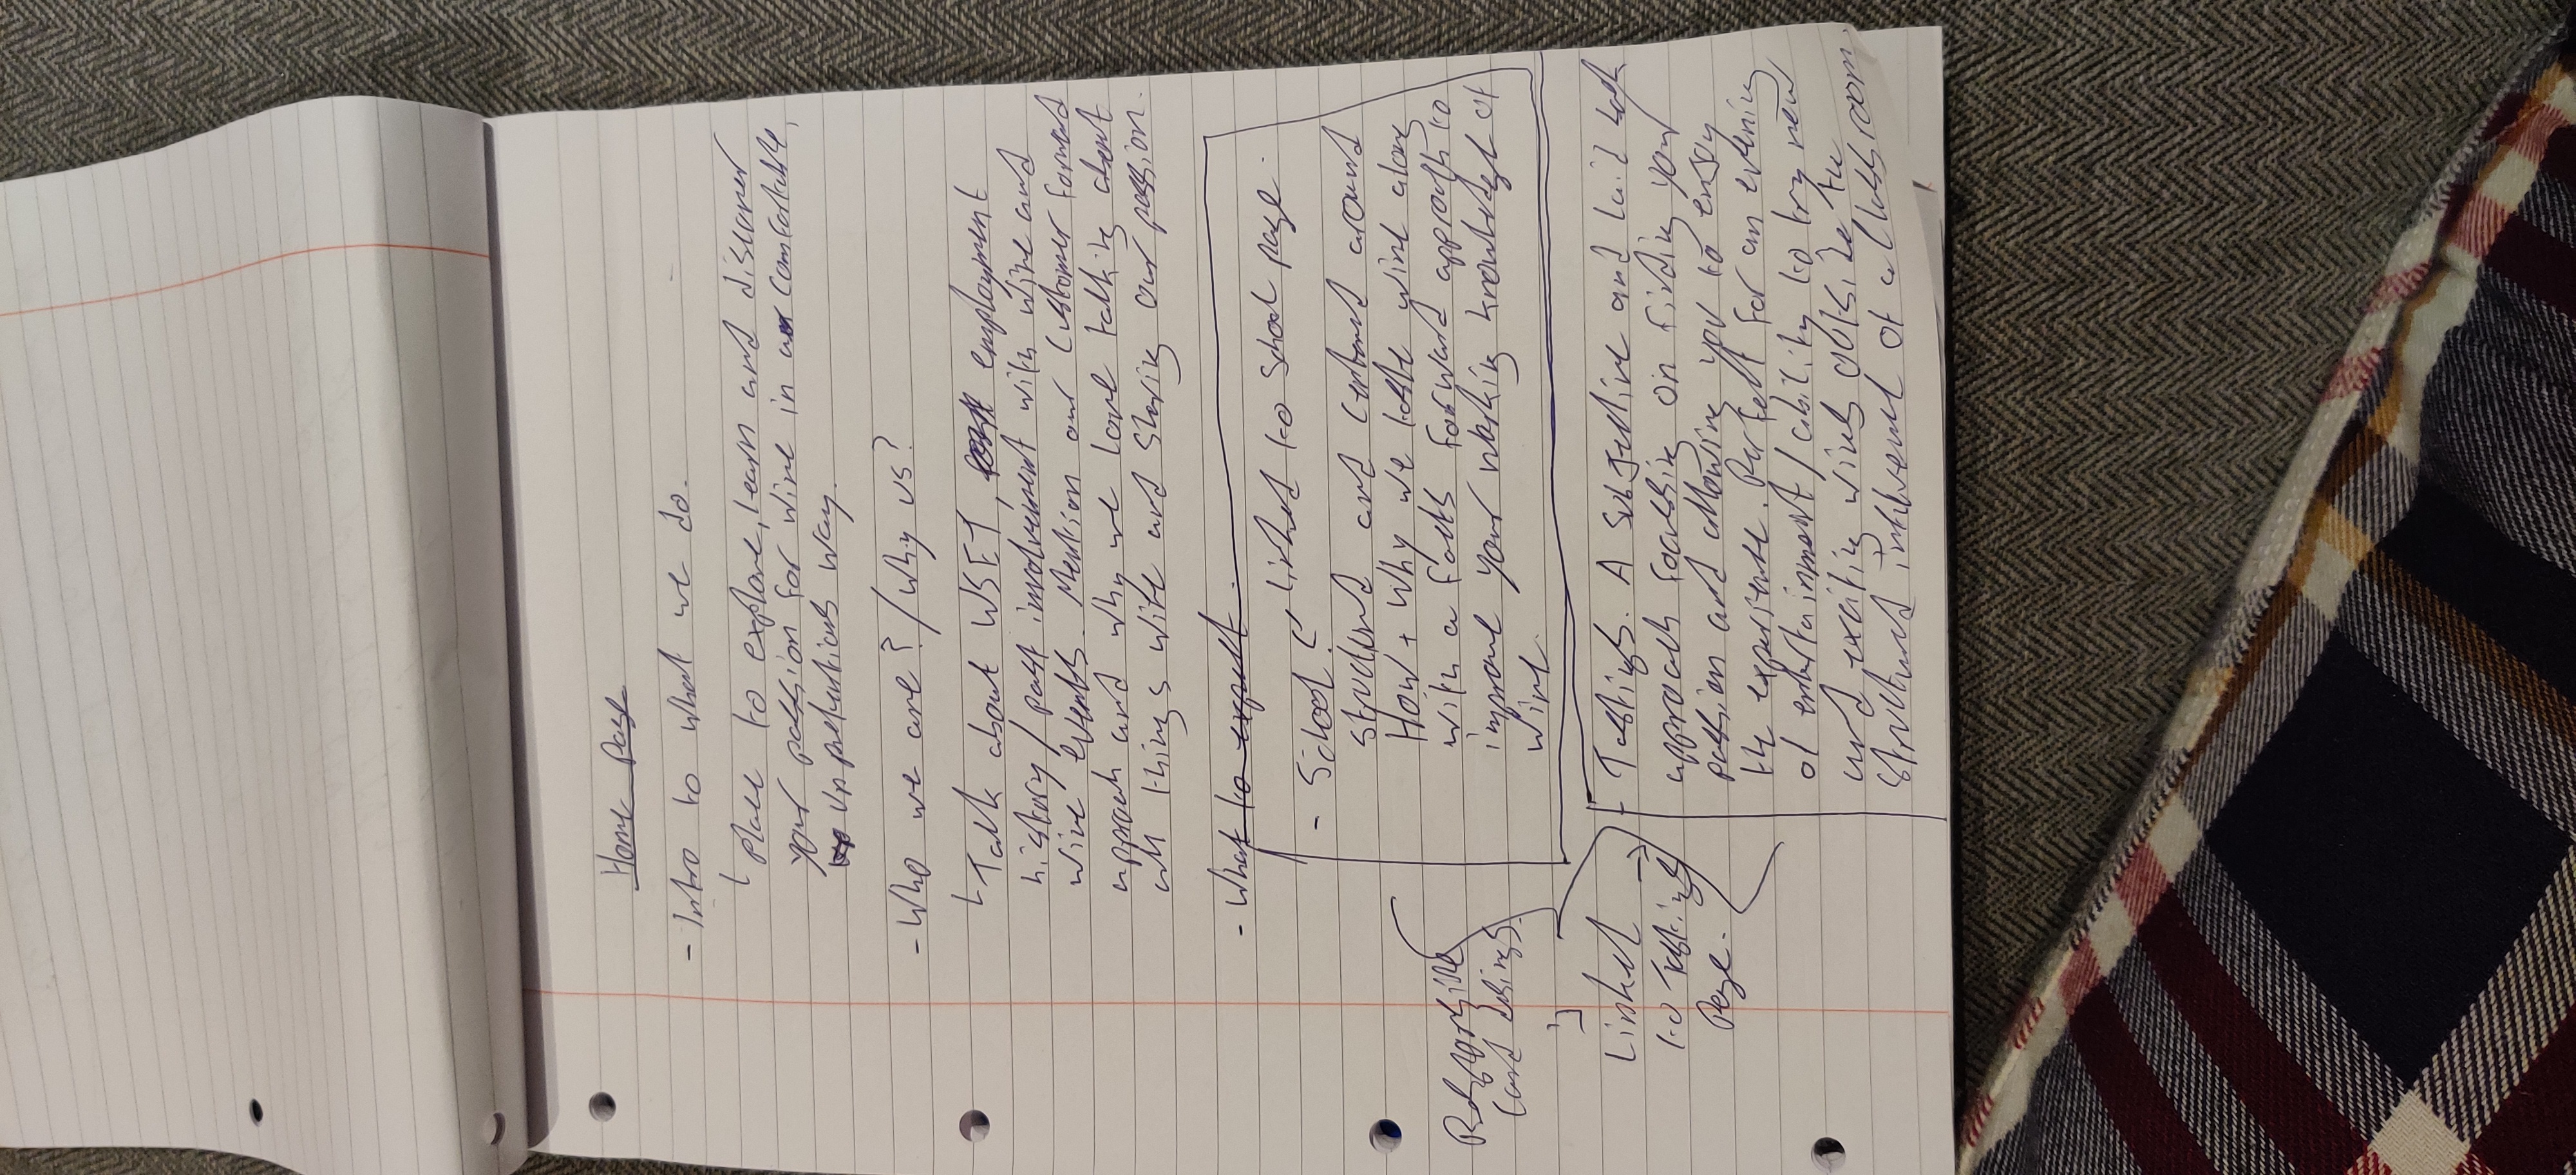 Home Page
- Intro to what we do.
Place to explore, learn and discover
your passion for wine in a comfortable,
Unpretentious way.
- Who we are? / Why us?
Talk about WSET, employment
history / past involvement with wine and
wine events. Mention our customer forward
approach and why we love talking about
all things wine and sharing our passion.
- What to expect.
- School. linked to School page.
structured and centered around
How + Why we taste wine along
with a facts forward approach to
improve your working knowledge of
wine.
Responsive
card
Linked
to Tastings
Page.
- Tastings. A subjective and laid back
approach focussing on finding your
passion and allowing you to enjoy
the experience. Perfect for an evening
of entertainment / ability to try new
and exciting wines outside the
structured of a classroom.